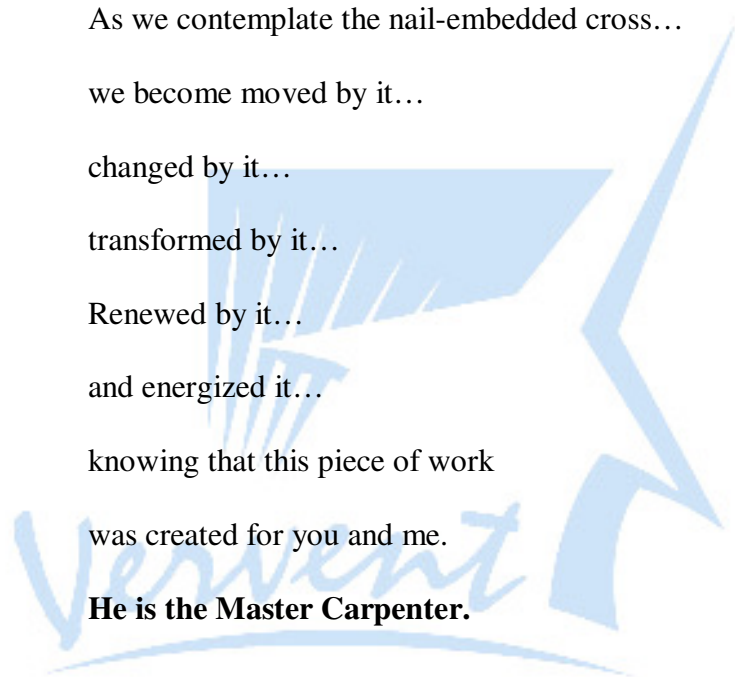 As we contemplate the nail-embedded cross…
we become moved by it…
changed by it…
transformed by it…
Renewed by it…
and energized it…
knowing that this piece of work
was created for you and me.
Vervent
He is the Master Carpenter.